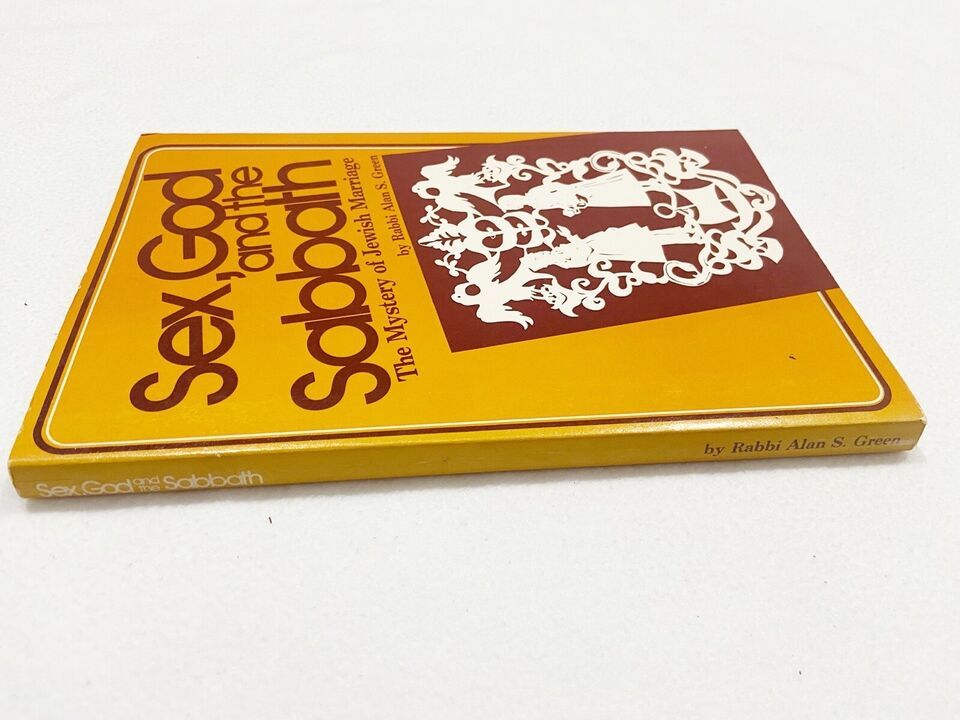 Sex, God
and the
Sabbath
The Mystery of Jewish Marriage
by Rabbi Alan S. Green
Sex, God and the Sabbath
by Rabbi Alan S. Green